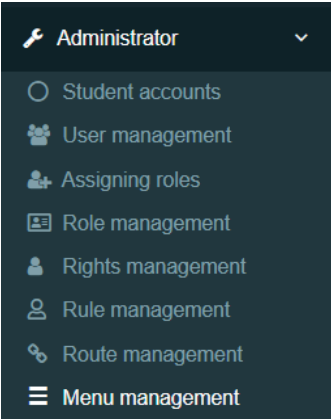 Administrator
Student accounts
User management
Assigning roles
Role management
Rights management
Rule management
Route management
Menu management